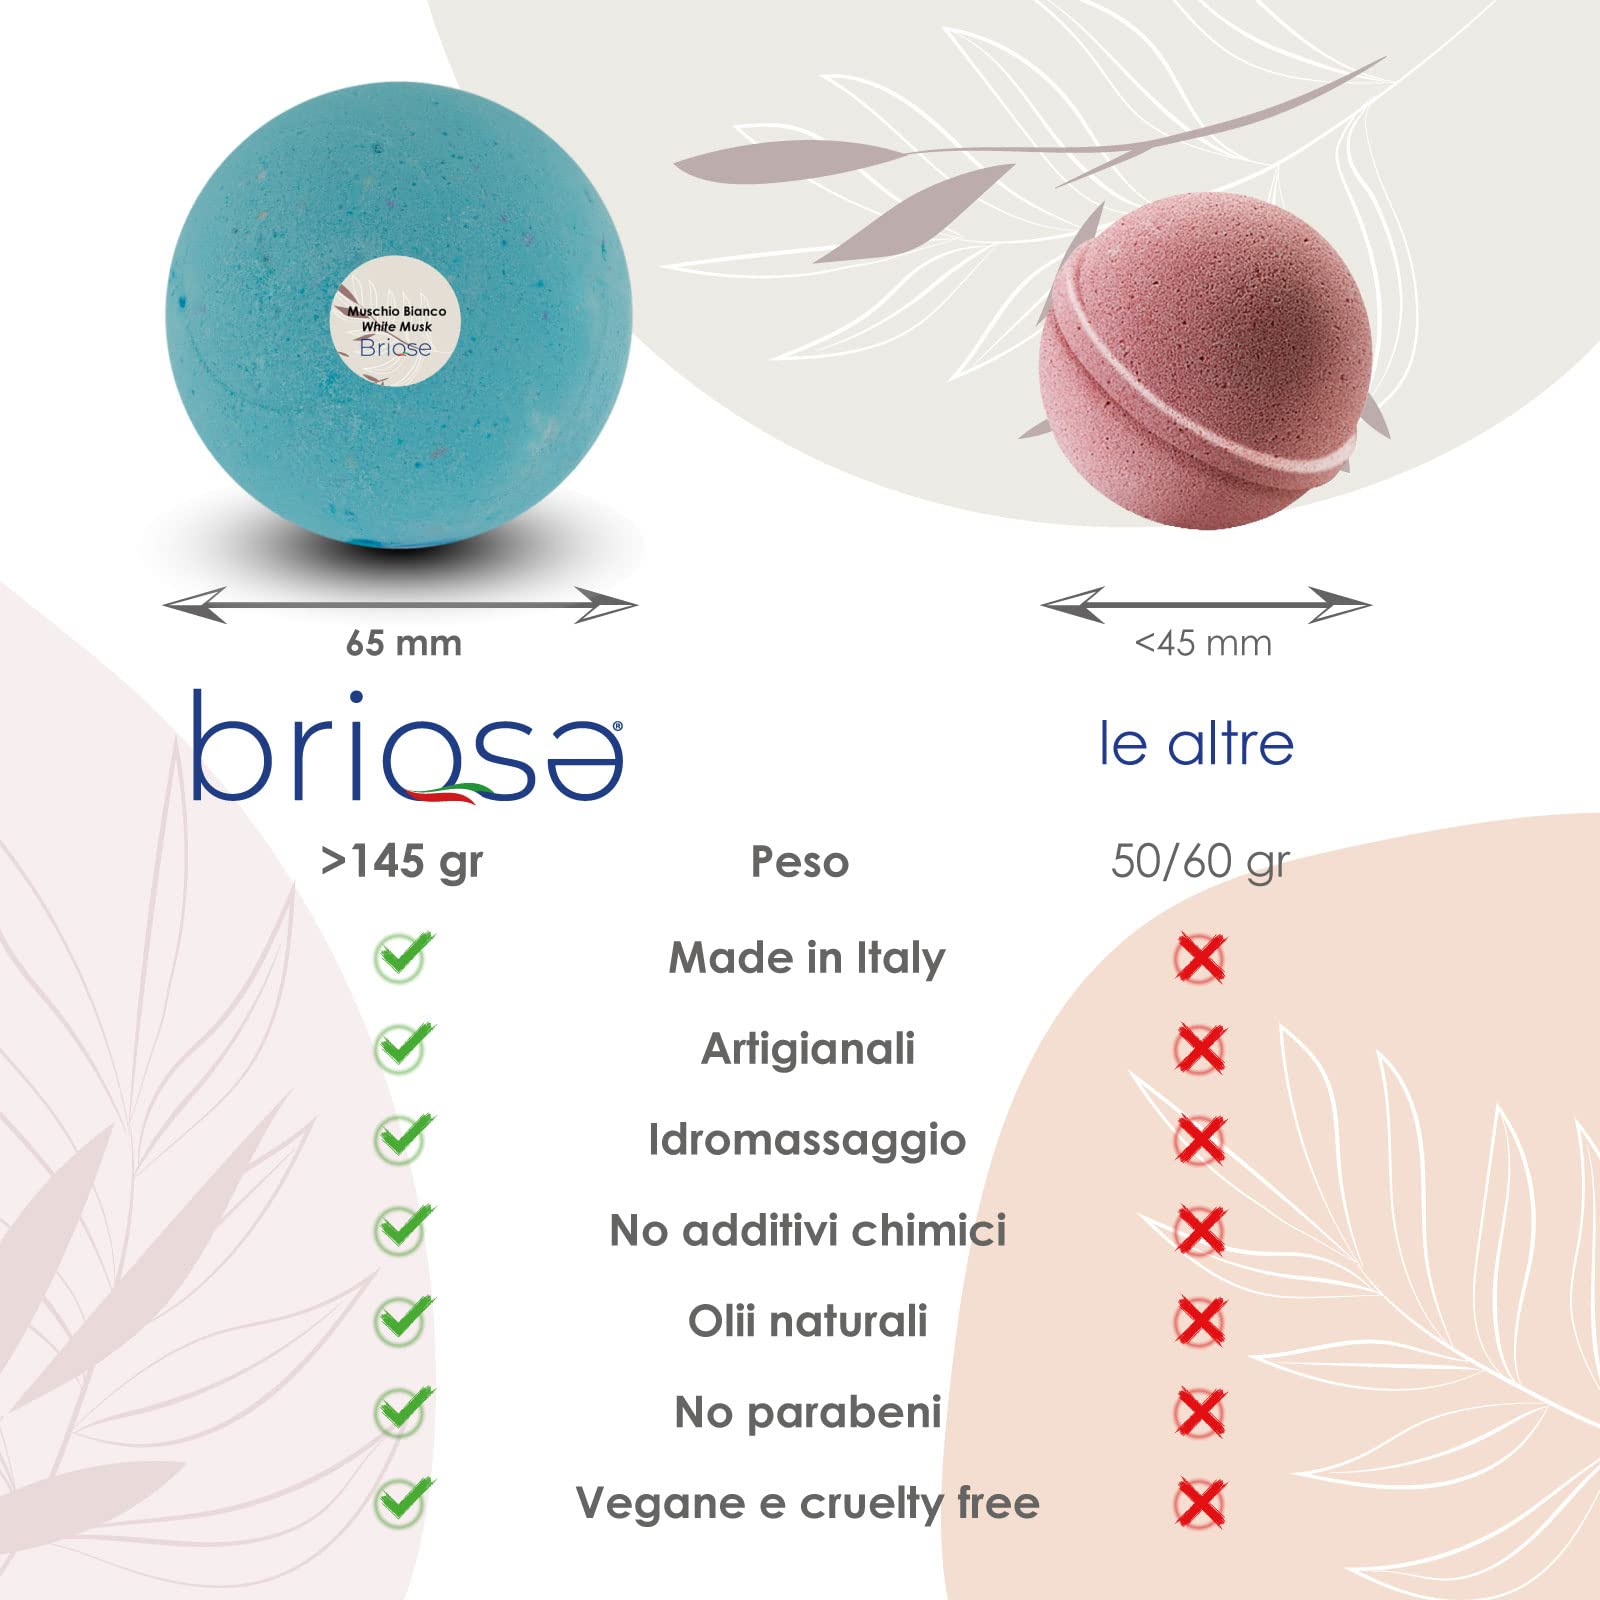 Muschio Bianco
White Musk
Briose
65 mm
<45 mm
briose®
le altre
>145 gr
Peso
50/60 gr
Made in Italy
Artigianali
Idromassaggio
No additivi chimici
Olii naturali
No parabeni
Vegane e cruelty free